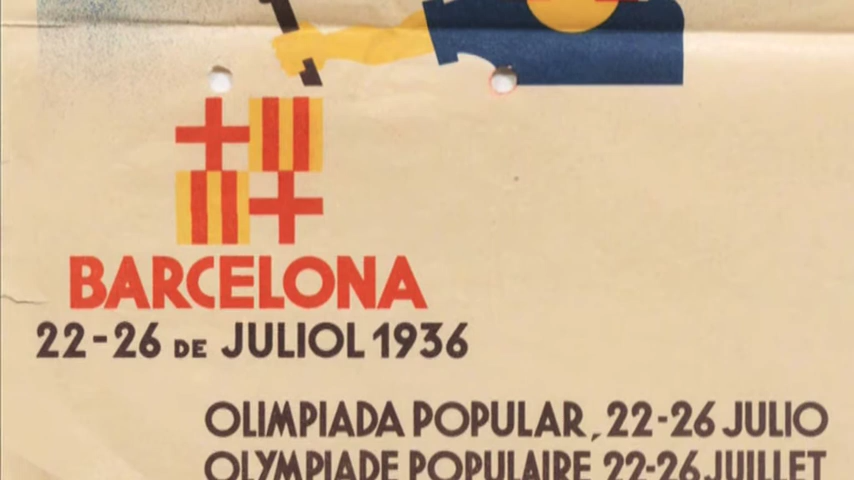 BARCELONA
22-26 DE JULIOL 1936
OLIMPIADA POPULAR, 22-26 JULIO
OLYMPIADE POPULAIRE 22-26 JUILLET